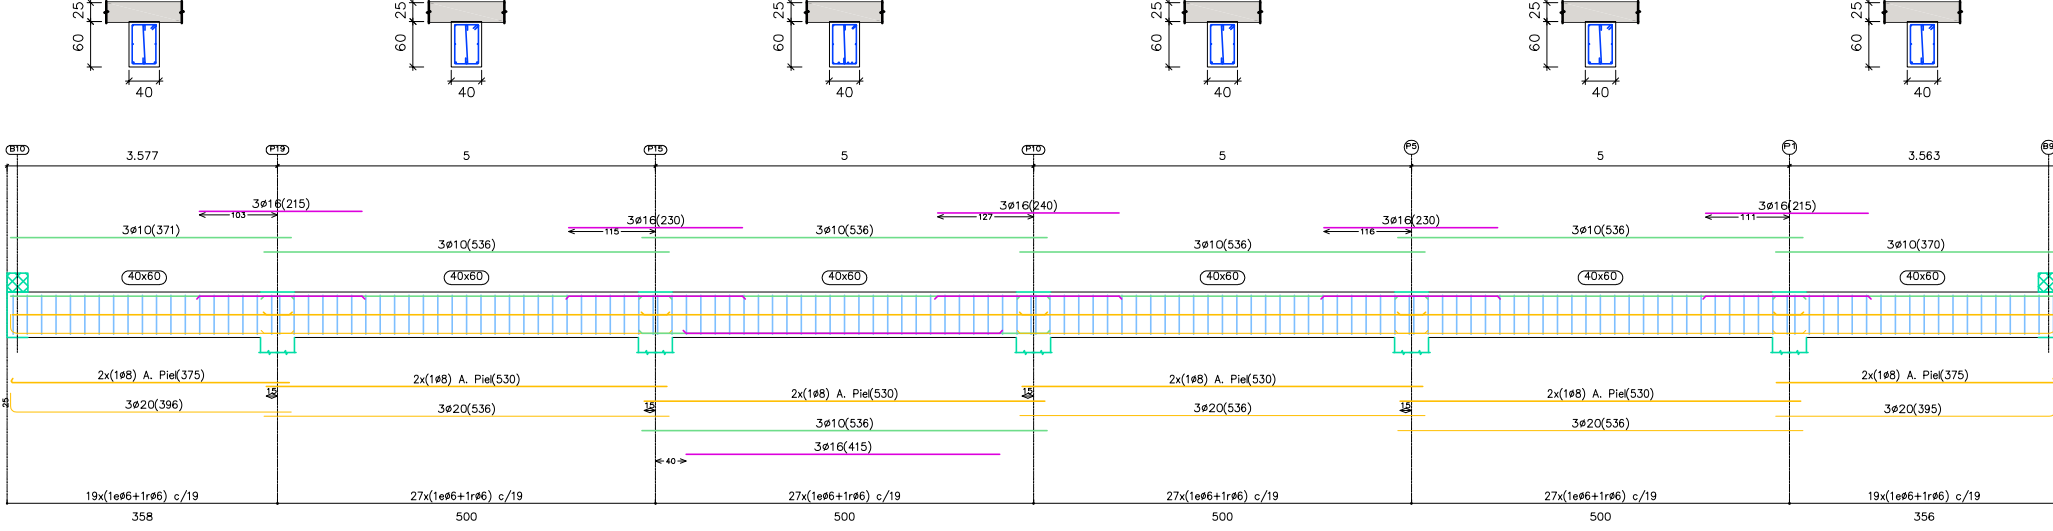 25 25 25 25 25 25
60 60 60 60 60 60
40 40 40 40 40 40
B10 P19 P15 P10 P5 P1 B9
3.577 5 5 5 5 3.563
3ø16(215) 3ø16(240) 3ø16(215)
103 127 111
3ø16(230) 3ø16(230)
115 116
3ø10(371) 3ø10(536) 3ø10(536)
3ø10(536) 3ø10(536) 3ø10(370)
40x60 40x60 40x60 40x60 40x60 40x60
2x(1ø8) A. Piel(375) 2x(1ø8) A. Piel(530) 2x(1ø8) A. Piel(530) 2x(1ø8) A. Piel(375)
15 15
2x(1ø8) A. Piel(530) 2x(1ø8) A. Piel(530)
25
15 15
3ø20(396) 3ø20(536) 3ø20(536) 3ø20(395)
3ø10(536) 3ø20(536)
3ø16(415)
40
19x(1eø6+1rø6) c/19 27x(1eø6+1rø6) c/19 27x(1eø6+1rø6) c/19 27x(1eø6+1rø6) c/19 27x(1eø6+1rø6) c/19 19x(1eø6+1rø6) c/19
358 500 500 500 500 356